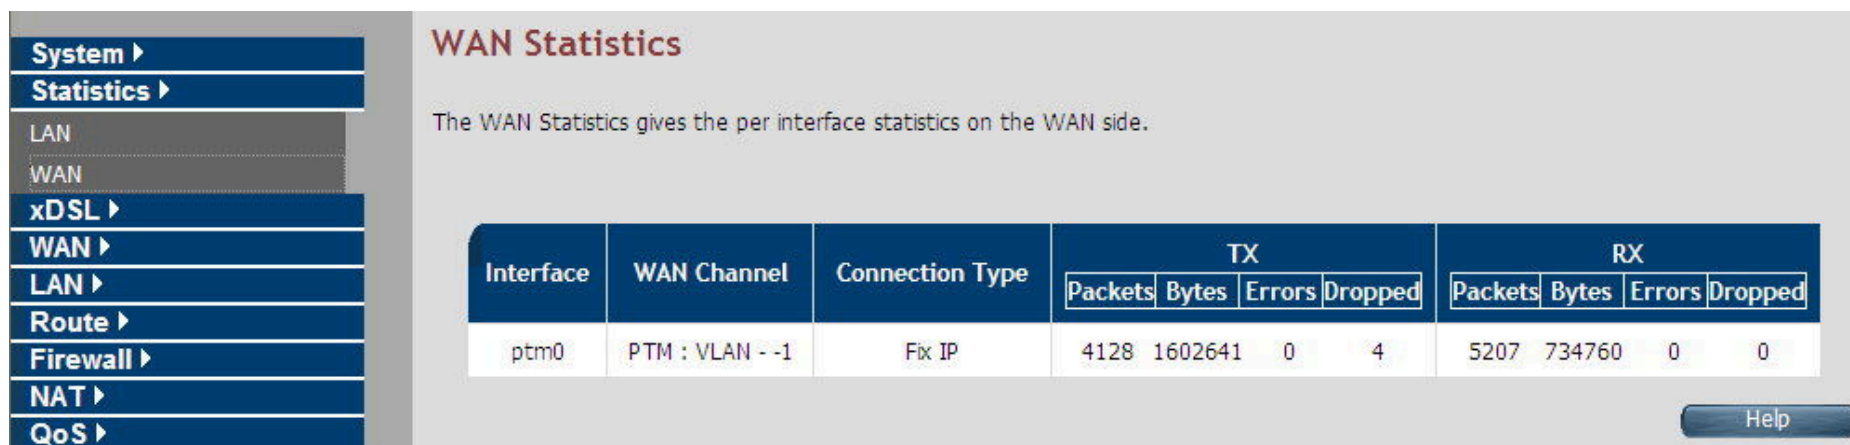 System
Statistics
LAN
WAN
xDSL
WAN
LAN
Route
Firewall
NAT
QoS
WAN Statistics
The WAN Statistics gives the per interface statistics on the WAN side.
Interface WAN Channel Connection Type TX RX
Packets Bytes Errors Dropped Packets Bytes Errors Dropped
ptm0 PTM : VLAN - -1 Fix IP 4128 1602641 0 4 5207 734760 0 0
Help